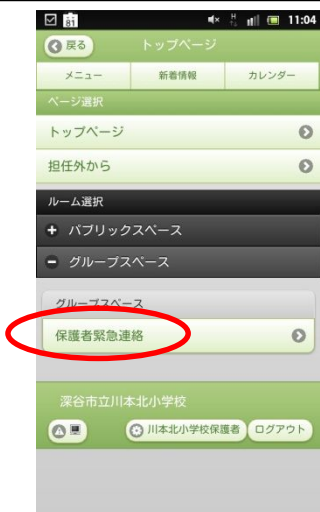 81 H 11:04
戻る トップページ
メニュー 新着情報 カレンダー
ページ選択
トップページ
担任外から
ルーム選択
パブリックスペース
グループスペース
グループスペース
保護者緊急連絡
深谷市立川本北小学校
川本北小学校保護者 ログアウト